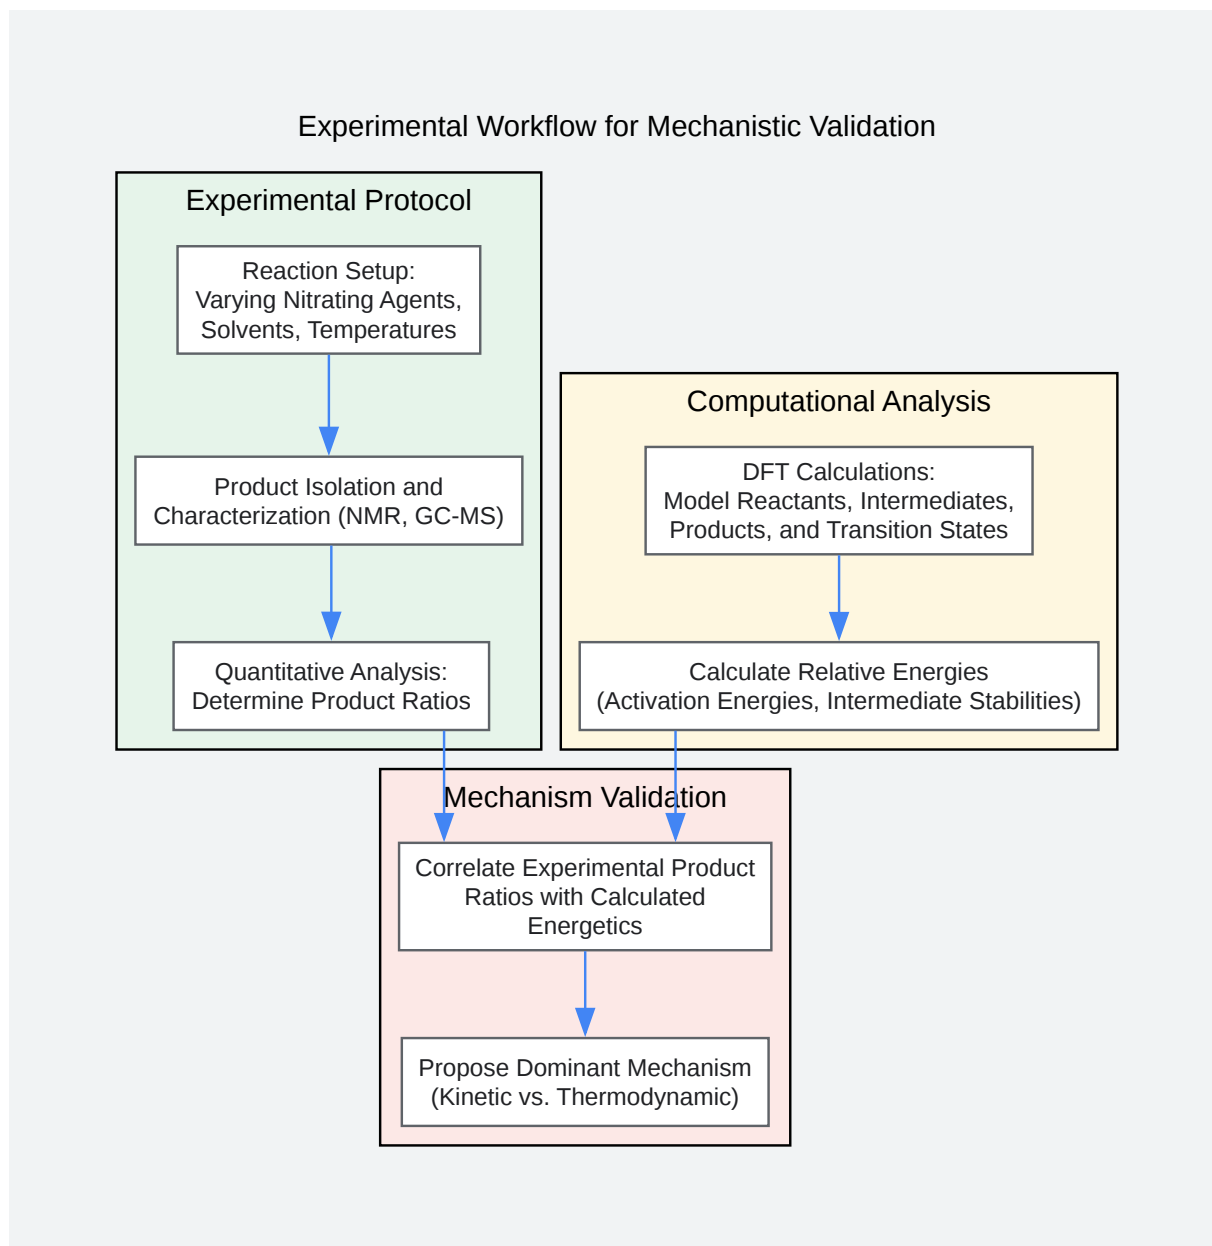 Experimental Workflow for Mechanistic Validation
Experimental Protocol
Reaction Setup:
Varying Nitrating Agents,
Solvents, Temperatures
Product Isolation and
Characterization (NMR, GC-MS)
Quantitative Analysis:
Determine Product Ratios
Computational Analysis
DFT Calculations:
Model Reactants, Intermediates,
Products, and Transition States
Calculate Relative Energies
(Activation Energies, Intermediate Stabilities)
Mechanism Validation
Correlate Experimental Product
Ratios with Calculated
Energetics
Propose Dominant Mechanism
(Kinetic vs. Thermodynamic)